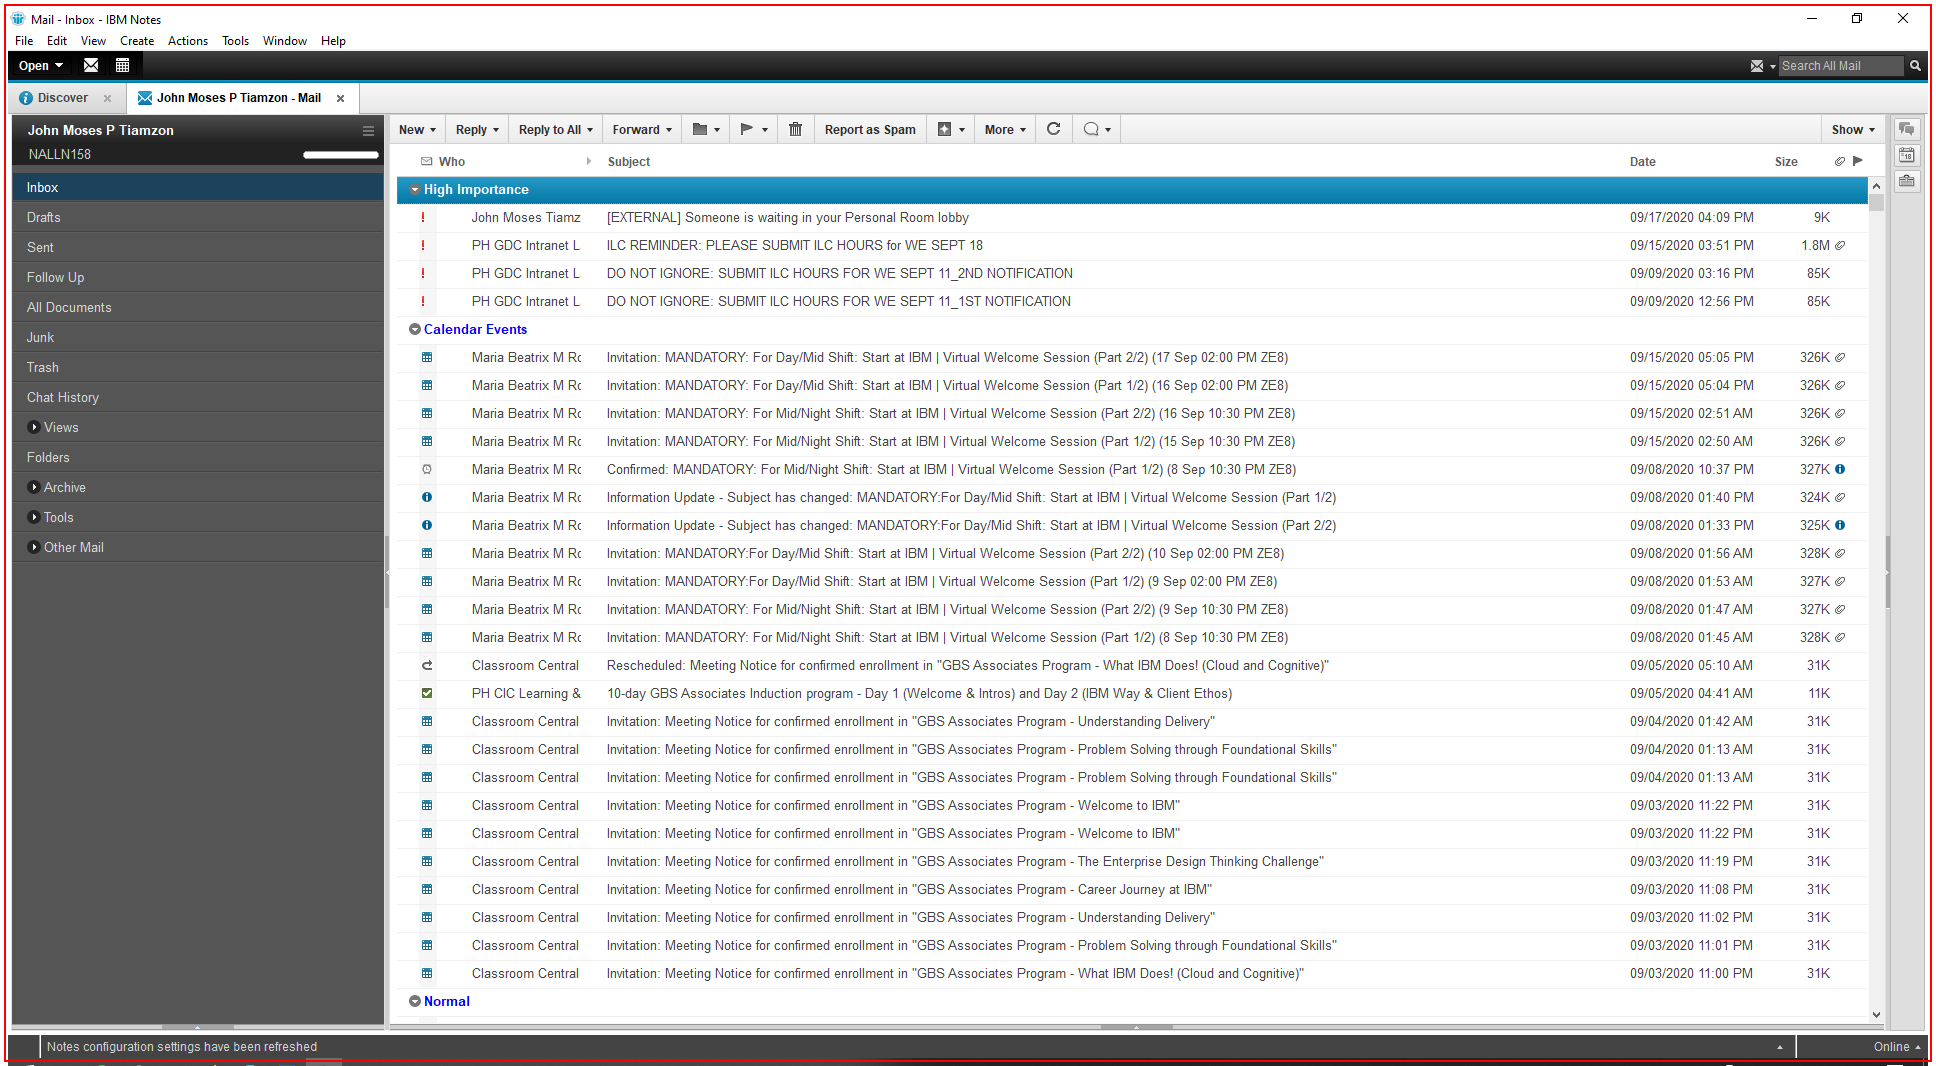 Mail - Inbox - IBM Notes
File Edit View Create Actions Tools Window Help
Open Search All Mail
Discover John Moses P Tiamzon - Mail
John Moses P Tiamzon
NALLN158
Inbox
Drafts
Sent
Follow Up
All Documents
Junk
Trash
Chat History
Views
Folders
Archive
Tools
Other Mail
New Reply Reply to All Forward Report as Spam More Show
Who Subject Date Size
High Importance
John Moses Tiamz [EXTERNAL] Someone is waiting in your Personal Room lobby 09/17/2020 04:09 PM 9K
PH GDC Intranet L ILC REMINDER: PLEASE SUBMIT ILC HOURS for WE SEPT 18 09/15/2020 03:51 PM 1.8M
PH GDC Intranet L DO NOT IGNORE: SUBMIT ILC HOURS FOR WE SEPT 11_2ND NOTIFICATION 09/09/2020 03:16 PM 85K
PH GDC Intranet L DO NOT IGNORE: SUBMIT ILC HOURS FOR WE SEPT 11_1ST NOTIFICATION 09/09/2020 12:56 PM 85K
Calendar Events
Maria Beatrix M Rc Invitation: MANDATORY: For Day/Mid Shift: Start at IBM | Virtual Welcome Session (Part 2/2) (17 Sep 02:00 PM ZE8) 09/15/2020 05:05 PM 326K
Maria Beatrix M Rc Invitation: MANDATORY: For Day/Mid Shift: Start at IBM | Virtual Welcome Session (Part 1/2) (16 Sep 02:00 PM ZE8) 09/15/2020 05:04 PM 326K
Maria Beatrix M Rc Invitation: MANDATORY: For Mid/Night Shift: Start at IBM | Virtual Welcome Session (Part 2/2) (16 Sep 10:30 PM ZE8) 09/15/2020 02:51 AM 326K
Maria Beatrix M Rc Invitation: MANDATORY: For Mid/Night Shift: Start at IBM | Virtual Welcome Session (Part 1/2) (15 Sep 10:30 PM ZE8) 09/15/2020 02:50 AM 326K
Maria Beatrix M Rc Confirmed: MANDATORY: For Mid/Night Shift: Start at IBM | Virtual Welcome Session (Part 1/2) (8 Sep 10:30 PM ZE8) 09/08/2020 10:37 PM 327K
Maria Beatrix M Rc Information Update - Subject has changed: MANDATORY:For Day/Mid Shift: Start at IBM | Virtual Welcome Session (Part 1/2) 09/08/2020 01:40 PM 324K
Maria Beatrix M Rc Information Update - Subject has changed: MANDATORY:For Day/Mid Shift: Start at IBM | Virtual Welcome Session (Part 2/2) 09/08/2020 01:33 PM 325K
Maria Beatrix M Rc Invitation: MANDATORY:For Day/Mid Shift: Start at IBM | Virtual Welcome Session (Part 2/2) (10 Sep 02:00 PM ZE8) 09/08/2020 01:56 AM 328K
Maria Beatrix M Rc Invitation: MANDATORY:For Day/Mid Shift: Start at IBM | Virtual Welcome Session (Part 1/2) (9 Sep 02:00 PM ZE8) 09/08/2020 01:53 AM 327K
Maria Beatrix M Rc Invitation: MANDATORY: For Mid/Night Shift: Start at IBM | Virtual Welcome Session (Part 2/2) (9 Sep 10:30 PM ZE8) 09/08/2020 01:47 AM 327K
Maria Beatrix M Rc Invitation: MANDATORY: For Mid/Night Shift: Start at IBM | Virtual Welcome Session (Part 1/2) (8 Sep 10:30 PM ZE8) 09/08/2020 01:45 AM 328K
Classroom Central Rescheduled: Meeting Notice for confirmed enrollment in "GBS Associates Program - What IBM Does! (Cloud and Cognitive)" 09/05/2020 05:10 AM 31K
PH CIC Learning & 10-day GBS Associates Induction program - Day 1 (Welcome & Intros) and Day 2 (IBM Way & Client Ethos) 09/05/2020 04:41 AM 11K
Classroom Central Invitation: Meeting Notice for confirmed enrollment in "GBS Associates Program - Understanding Delivery" 09/04/2020 01:42 AM 31K
Classroom Central Invitation: Meeting Notice for confirmed enrollment in "GBS Associates Program - Problem Solving through Foundational Skills" 09/04/2020 01:13 AM 31K
Classroom Central Invitation: Meeting Notice for confirmed enrollment in "GBS Associates Program - Problem Solving through Foundational Skills" 09/04/2020 01:13 AM 31K
Classroom Central Invitation: Meeting Notice for confirmed enrollment in "GBS Associates Program - Welcome to IBM" 09/03/2020 11:22 PM 31K
Classroom Central Invitation: Meeting Notice for confirmed enrollment in "GBS Associates Program - Welcome to IBM" 09/03/2020 11:22 PM 31K
Classroom Central Invitation: Meeting Notice for confirmed enrollment in "GBS Associates Program - The Enterprise Design Thinking Challenge" 09/03/2020 11:19 PM 31K
Classroom Central Invitation: Meeting Notice for confirmed enrollment in "GBS Associates Program - Career Journey at IBM" 09/03/2020 11:08 PM 31K
Classroom Central Invitation: Meeting Notice for confirmed enrollment in "GBS Associates Program - Understanding Delivery" 09/03/2020 11:02 PM 31K
Classroom Central Invitation: Meeting Notice for confirmed enrollment in "GBS Associates Program - Problem Solving through Foundational Skills" 09/03/2020 11:01 PM 31K
Classroom Central Invitation: Meeting Notice for confirmed enrollment in "GBS Associates Program - What IBM Does! (Cloud and Cognitive)" 09/03/2020 11:00 PM 31K
Normal
Notes configuration settings have been refreshed Online